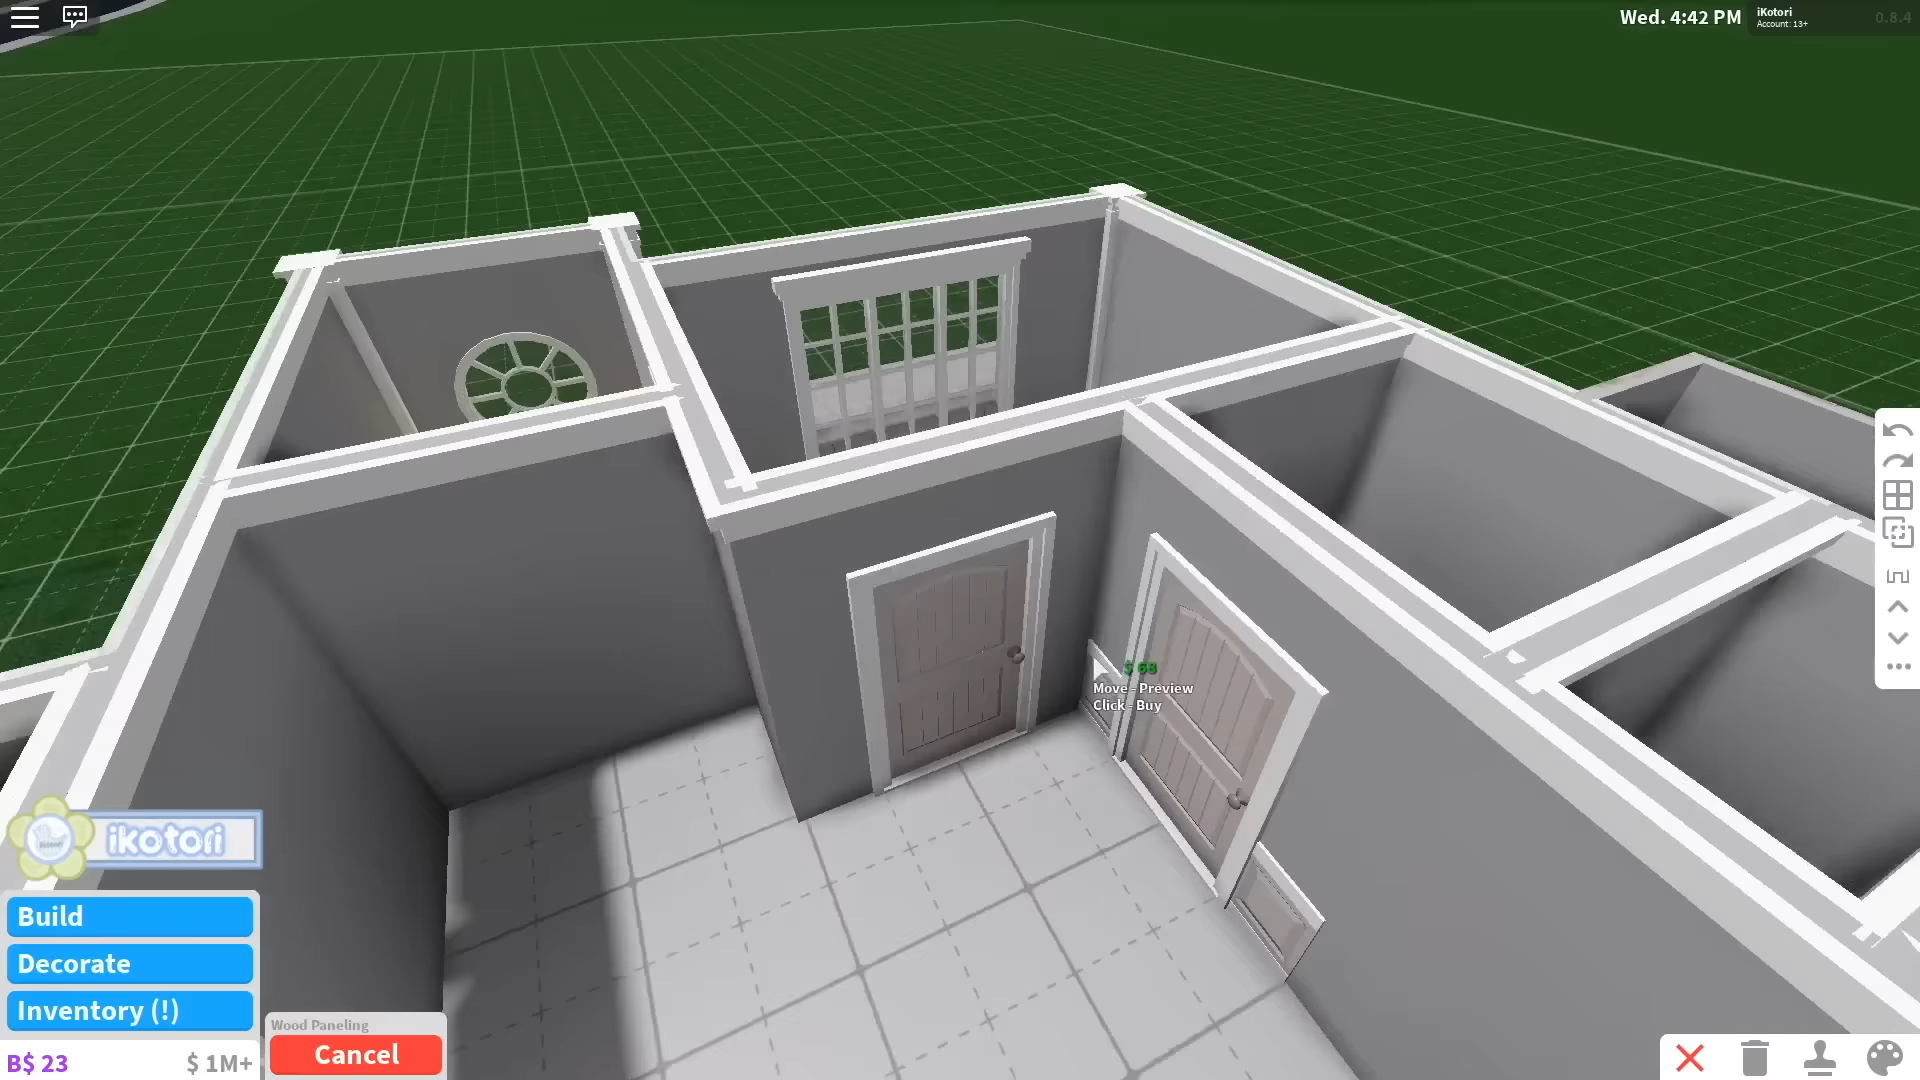 Wed. 4:42 PM
iKotori
Account: 13+
0.8.4
$ 68
Move - Preview
Click - Buy
ikotori
Build
Decorate
Inventory (!)
Wood Paneling
Cancel
B$ 23
$ 1M+